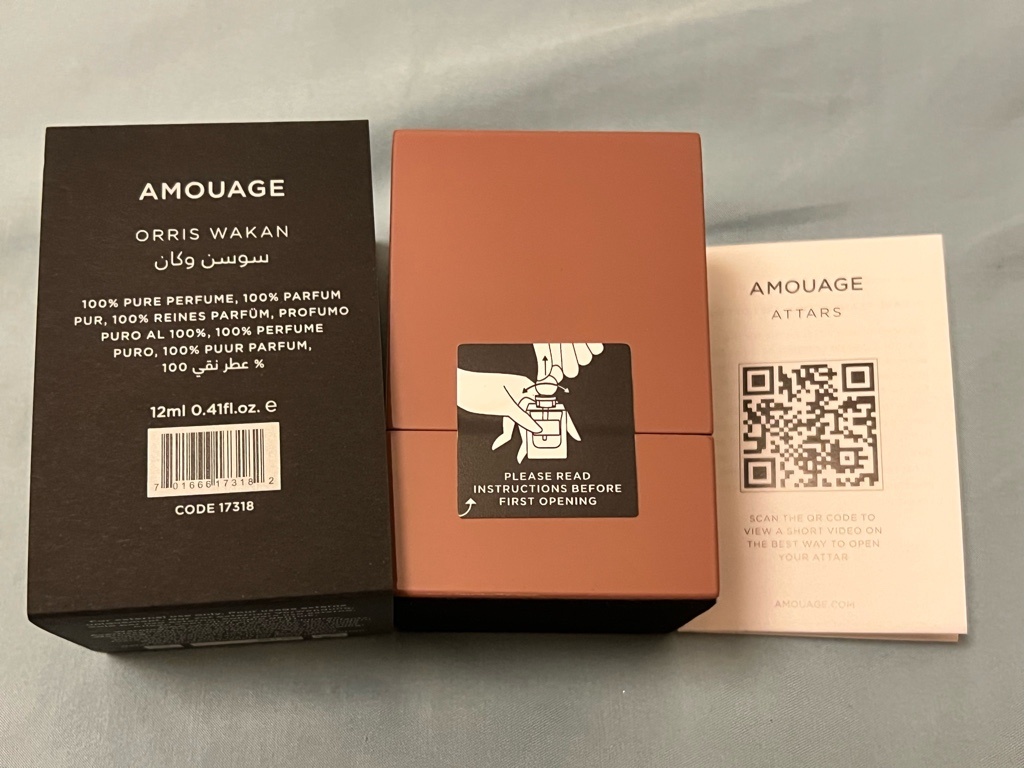 AMOUAGE
ORRIS WAKAN
سوسن وكان
100% PURE PERFUME, 100% PARFUM
PUR, 100% REINES PARFÜM, PROFUMO
PURO AL 100%, 100% PERFUME
PURO, 100% PUUR PARFUM,
100 عطر نقي %
12ml 0.41fl.oz. e
7 01666 17318 2
CODE 17318
PLEASE READ
INSTRUCTIONS BEFORE
FIRST OPENING
AMOUAGE
ATTARS
SCAN THE QR CODE TO
VIEW A SHORT VIDEO ON
THE BEST WAY TO OPEN
YOUR ATTAR
AMOUAGE.COM